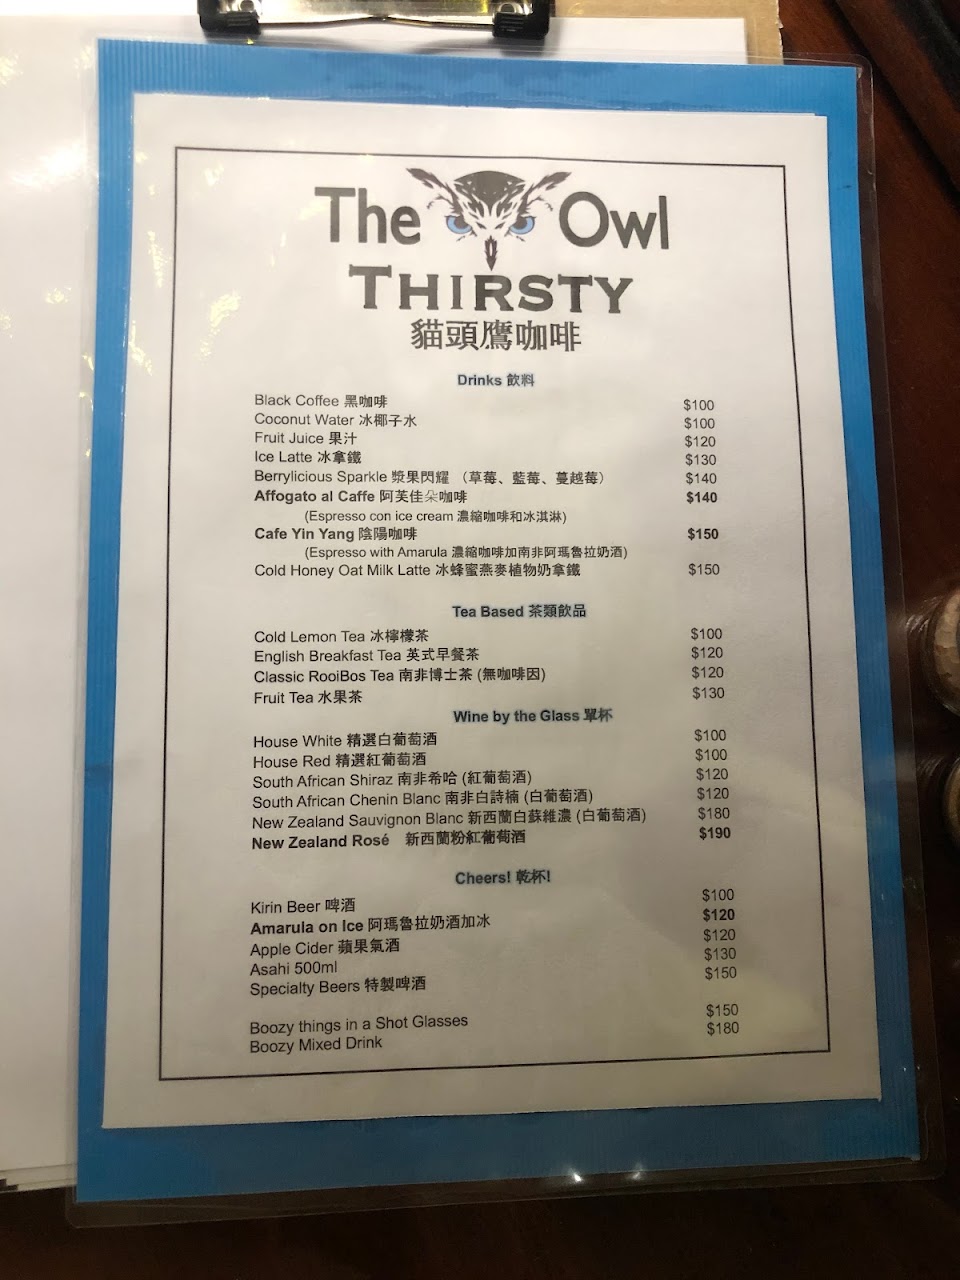 The Owl
THIRSTY
貓頭鷹咖啡
Drinks 飲料
Black Coffee 黑咖啡 $100
Coconut Water 冰椰子水 $100
Fruit Juice 果汁 $120
Ice Latte 冰拿鐵 $130
Berrylicious Sparkle 漿果閃耀 （草莓、藍莓、蔓越莓） $140
Affogato al Caffe 阿芙佳朵咖啡 $140
(Espresso con ice cream 濃縮咖啡和冰淇淋)
Cafe Yin Yang 陰陽咖啡 $150
(Espresso with Amarula 濃縮咖啡加南非阿瑪魯拉奶酒)
Cold Honey Oat Milk Latte 冰蜂蜜燕麥植物奶拿鐵 $150
Tea Based 茶類飲品
Cold Lemon Tea 冰檸檬茶 $100
English Breakfast Tea 英式早餐茶 $120
Classic RooiBos Tea 南非博士茶 (無咖啡因) $120
Fruit Tea 水果茶 $130
Wine by the Glass 單杯
House White 精選白葡萄酒 $100
House Red 精選紅葡萄酒 $100
South African Shiraz 南非希哈 (紅葡萄酒) $120
South African Chenin Blanc 南非白詩楠 (白葡萄酒) $120
New Zealand Sauvignon Blanc 新西蘭白蘇維濃 (白葡萄酒) $180
New Zealand Rosé 新西蘭粉紅葡萄酒 $190
Cheers! 乾杯!
Kirin Beer 啤酒 $100
Amarula on Ice 阿瑪魯拉奶酒加冰 $120
Apple Cider 蘋果氣酒 $120
Asahi 500ml $130
Specialty Beers 特製啤酒 $150
Boozy things in a Shot Glasses $150
Boozy Mixed Drink $180